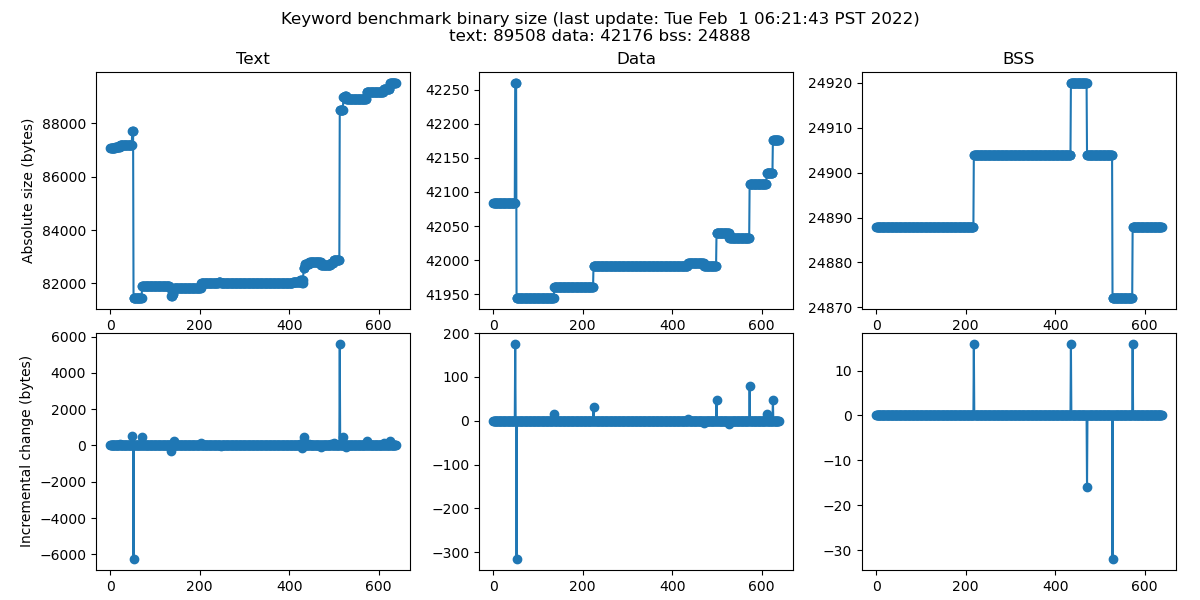 Keyword benchmark binary size (last update: Tue Feb  1 06:21:43 PST 2022)
text: 89508 data: 42176 bss: 24888
Text
Data
BSS
Absolute size (bytes)
88000
86000
84000
82000
0 200 400 600
42250
42200
42150
42100
42050
42000
41950
0 200 400 600
24920
24910
24900
24890
24880
24870
0 200 400 600
Incremental change (bytes)
6000
4000
2000
0
−2000
−4000
−6000
0 200 400 600
200
100
0
−100
−200
−300
0 200 400 600
10
0
−10
−20
−30
0 200 400 600